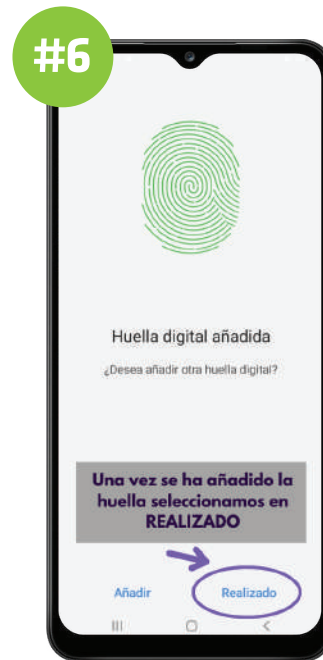 #6
Huella digital añadida
¿Desea añadir otra huella digital?
Una vez se ha añadido la
huella seleccionamos en
REALIZADO
Añadir
Realizado